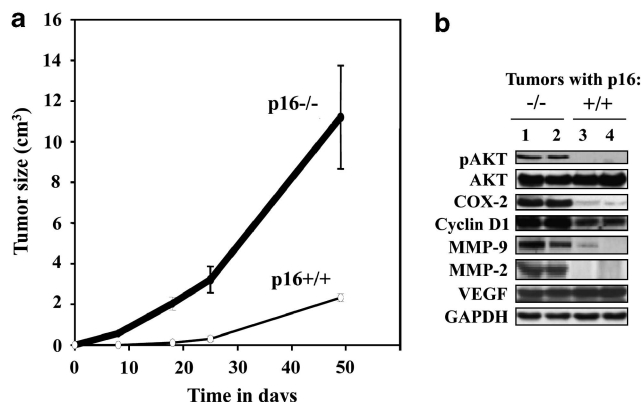 a
Tumor size (cm³)
16
14
12
10
8
6
4
2
0
p16-/-
p16+/+
0 10 20 30 40 50
Time in days
b
Tumors with p16:
-/- +/+
1 2 3 4
pAKT
AKT
COX-2
Cyclin D1
MMP-9
MMP-2
VEGF
GAPDH